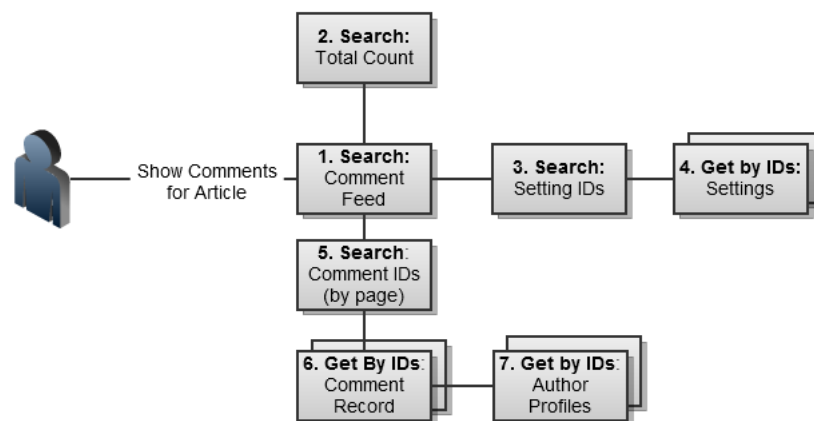 2. Search:
Total Count
Show Comments
for Article
1. Search:
Comment
Feed
3. Search:
Setting IDs
4. Get by IDs:
Settings
5. Search:
Comment IDs
(by page)
6. Get By IDs:
Comment
Record
7. Get by IDs:
Author
Profiles